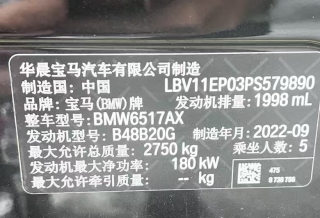 华晨宝马汽车有限公司制造
制造国: 中国 LBV11EP03PS579890
品牌: 宝马(BMW)牌 发动机排量: 1998 mL
整车型号: BMW6517AX
发动机型号: B48B20G 制造年月: 2022-09
最大允许总质量: 2750 kg 乘坐人数: 5
发动机最大净功率: 180 kW
最大允许牵引质量: -- kg
475